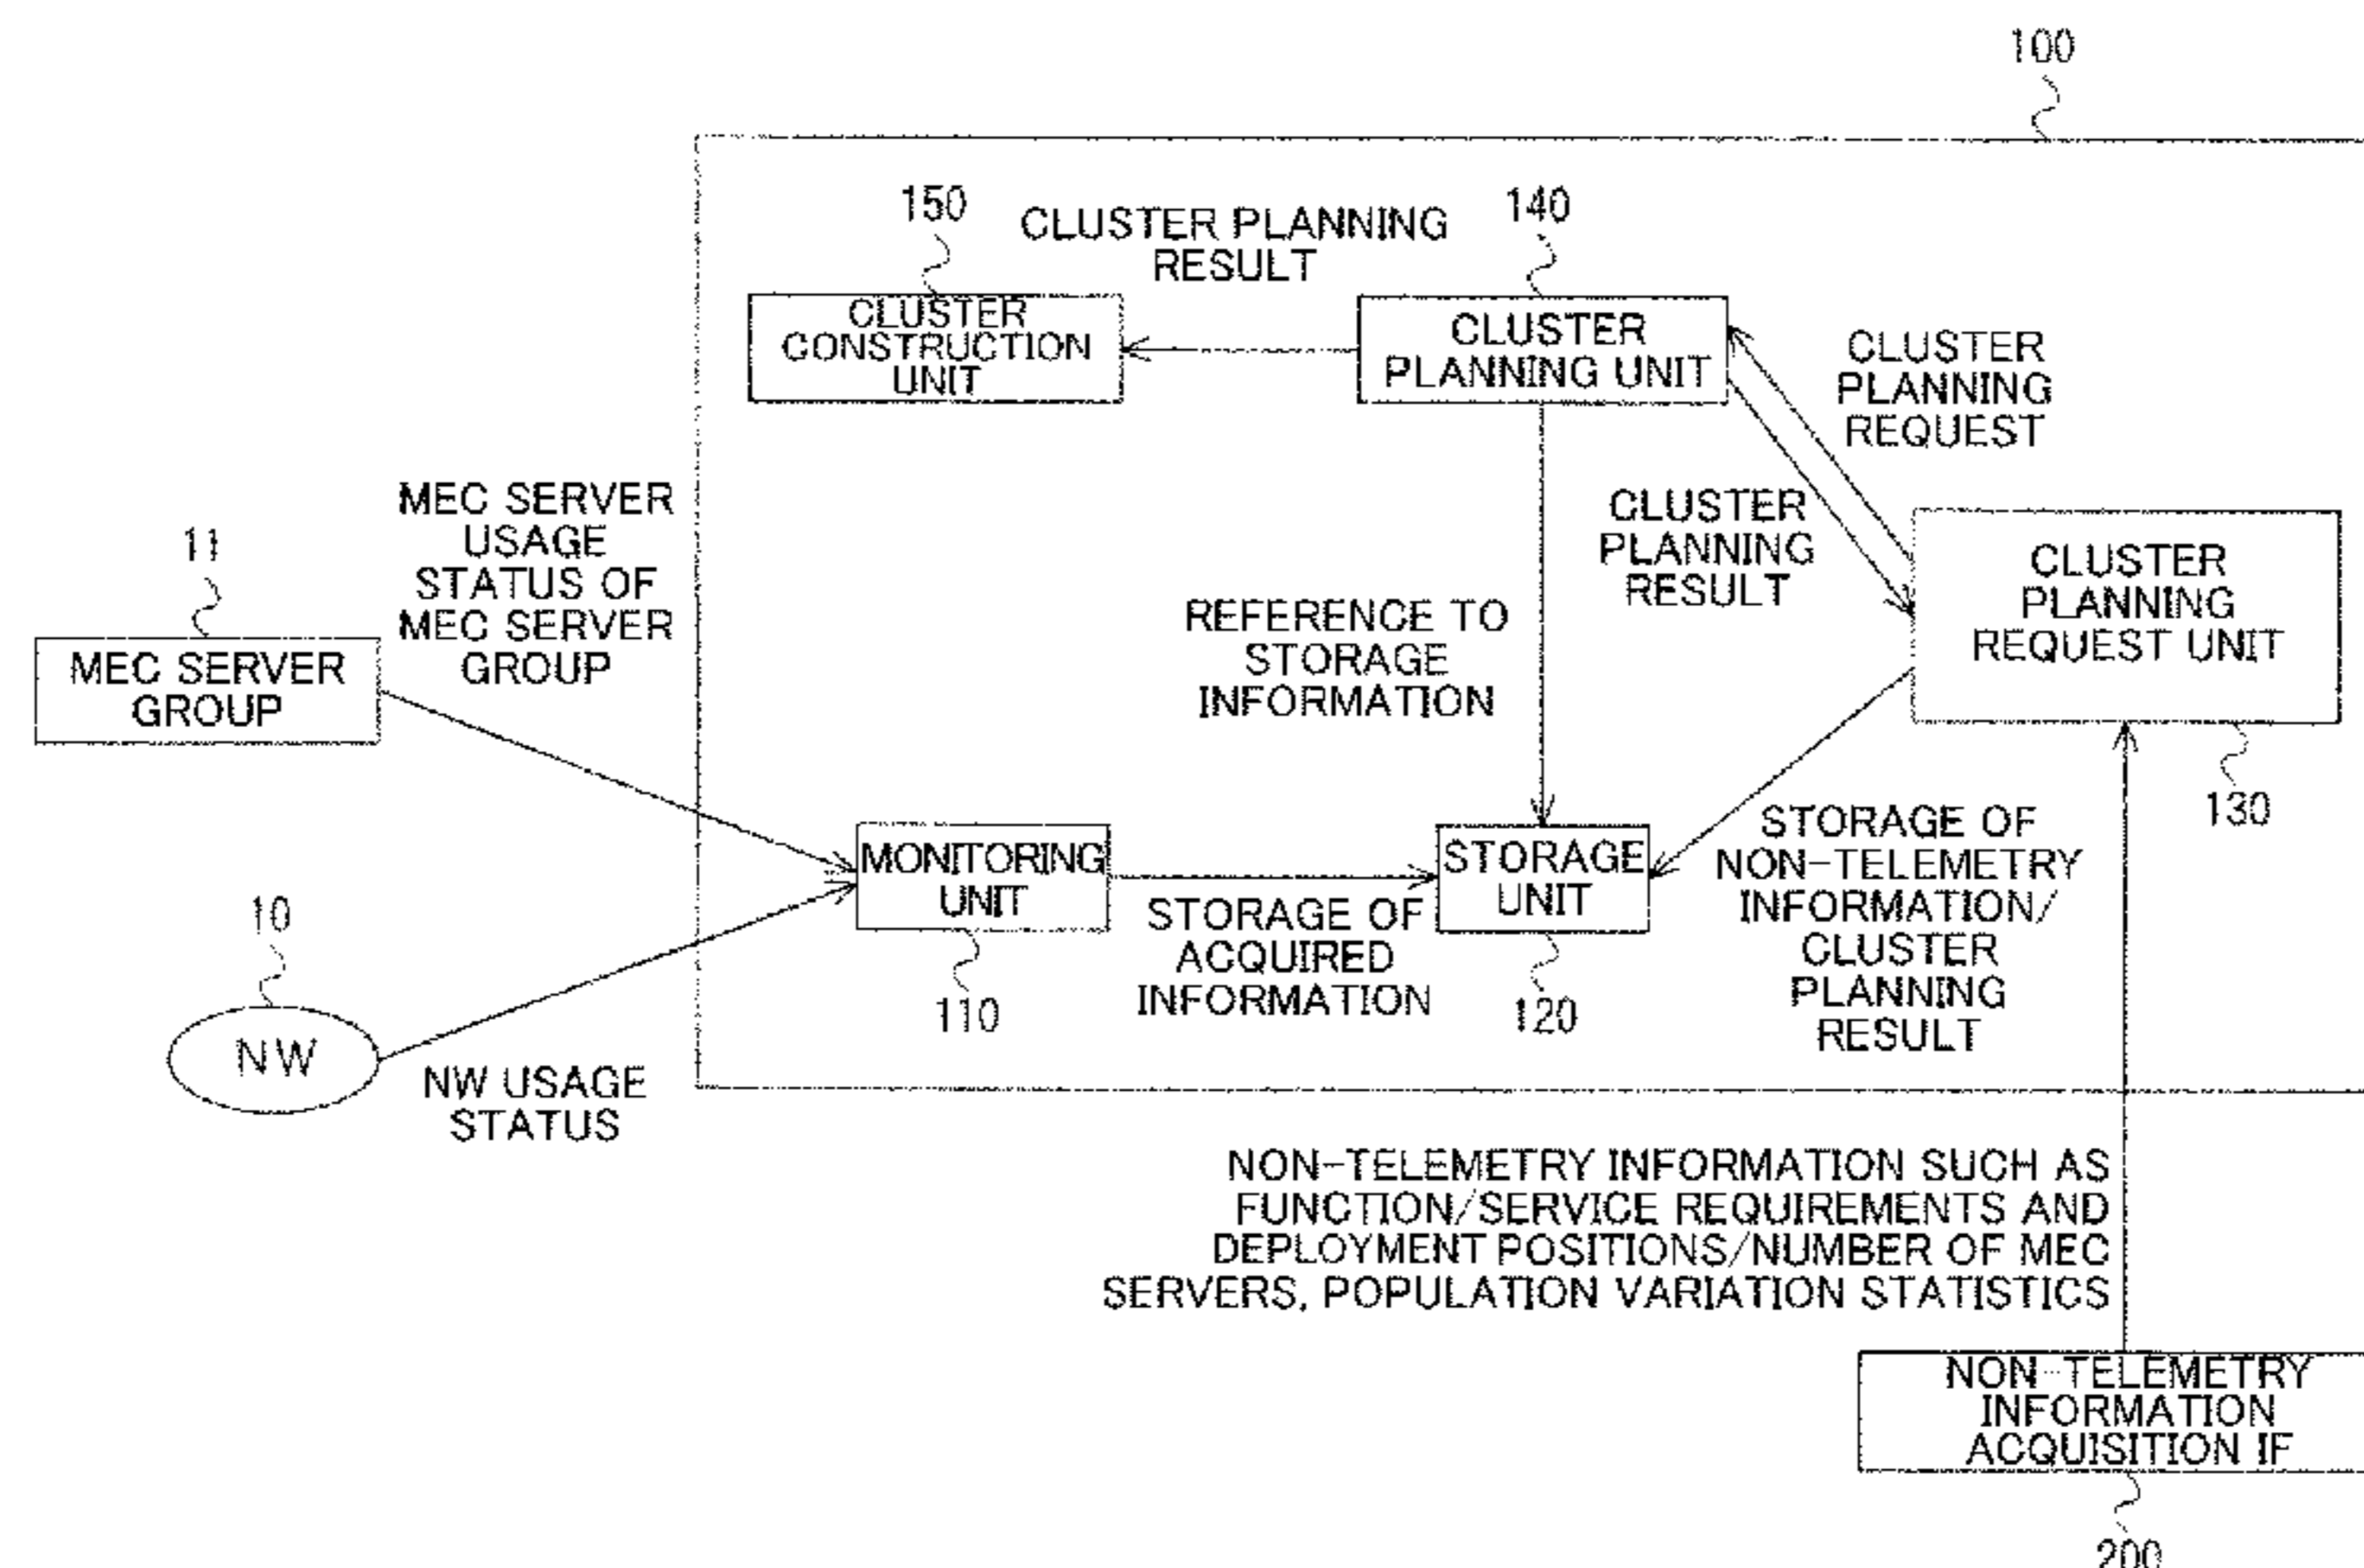 100
150
CLUSTER PLANNING
RESULT
140
CLUSTER
CONSTRUCTION
UNIT
CLUSTER
PLANNING UNIT
CLUSTER
PLANNING
REQUEST
MEC SERVER
USAGE
STATUS OF
MEC SERVER
GROUP
11
MEC SERVER
GROUP
CLUSTER
PLANNING
RESULT
CLUSTER
PLANNING
REQUEST UNIT
130
REFERENCE TO
STORAGE
INFORMATION
MONITORING
UNIT
110
STORAGE OF
ACQUIRED
INFORMATION
STORAGE
UNIT
120
STORAGE OF
NON-TELEMETRY
INFORMATION/
CLUSTER
PLANNING
RESULT
10
NW
NW USAGE
STATUS
NON-TELEMETRY INFORMATION SUCH AS
FUNCTION/SERVICE REQUIREMENTS AND
DEPLOYMENT POSITIONS/NUMBER OF MEC
SERVERS, POPULATION VARIATION STATISTICS
NON-TELEMETRY
INFORMATION
ACQUISITION IF
200